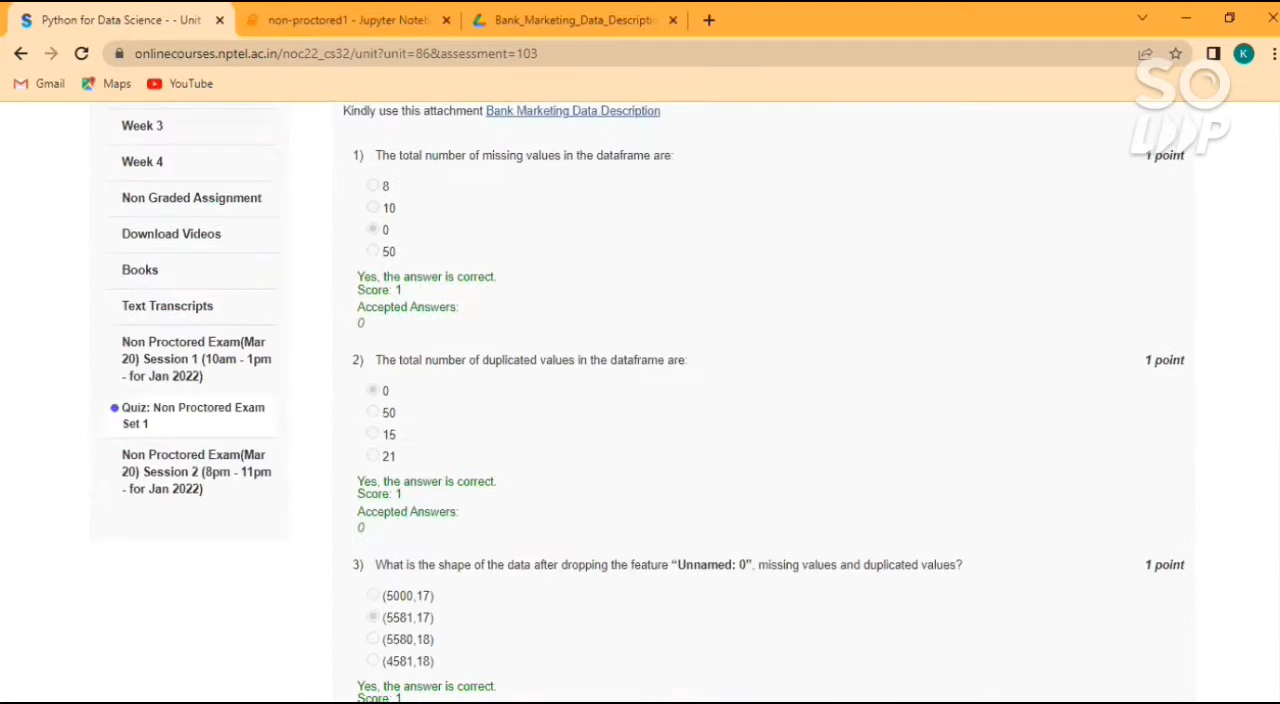 Python for Data Science - - Unit
non-proctored1 - Jupyter Noteb
Bank_Marketing_Data_Descriptio
onlinecourses.nptel.ac.in/noc22_cs32/unit?unit=86&assessment=103
K
Gmail
Maps
YouTube
SO
LOOP
Week 3
Week 4
Non Graded Assignment
Download Videos
Books
Text Transcripts
Non Proctored Exam(Mar
20) Session 1 (10am - 1pm
- for Jan 2022)
Quiz: Non Proctored Exam
Set 1
Non Proctored Exam(Mar
20) Session 2 (8pm - 11pm
- for Jan 2022)
Kindly use this attachment Bank Marketing Data Description
1) The total number of missing values in the dataframe are: 1 point
8
10
0
50
Yes, the answer is correct.
Score: 1
Accepted Answers:
0
2) The total number of duplicated values in the dataframe are: 1 point
0
50
15
21
Yes, the answer is correct.
Score: 1
Accepted Answers:
0
3) What is the shape of the data after dropping the feature “Unnamed: 0”, missing values and duplicated values? 1 point
(5000,17)
(5581,17)
(5580,18)
(4581,18)
Yes, the answer is correct.
Score: 1